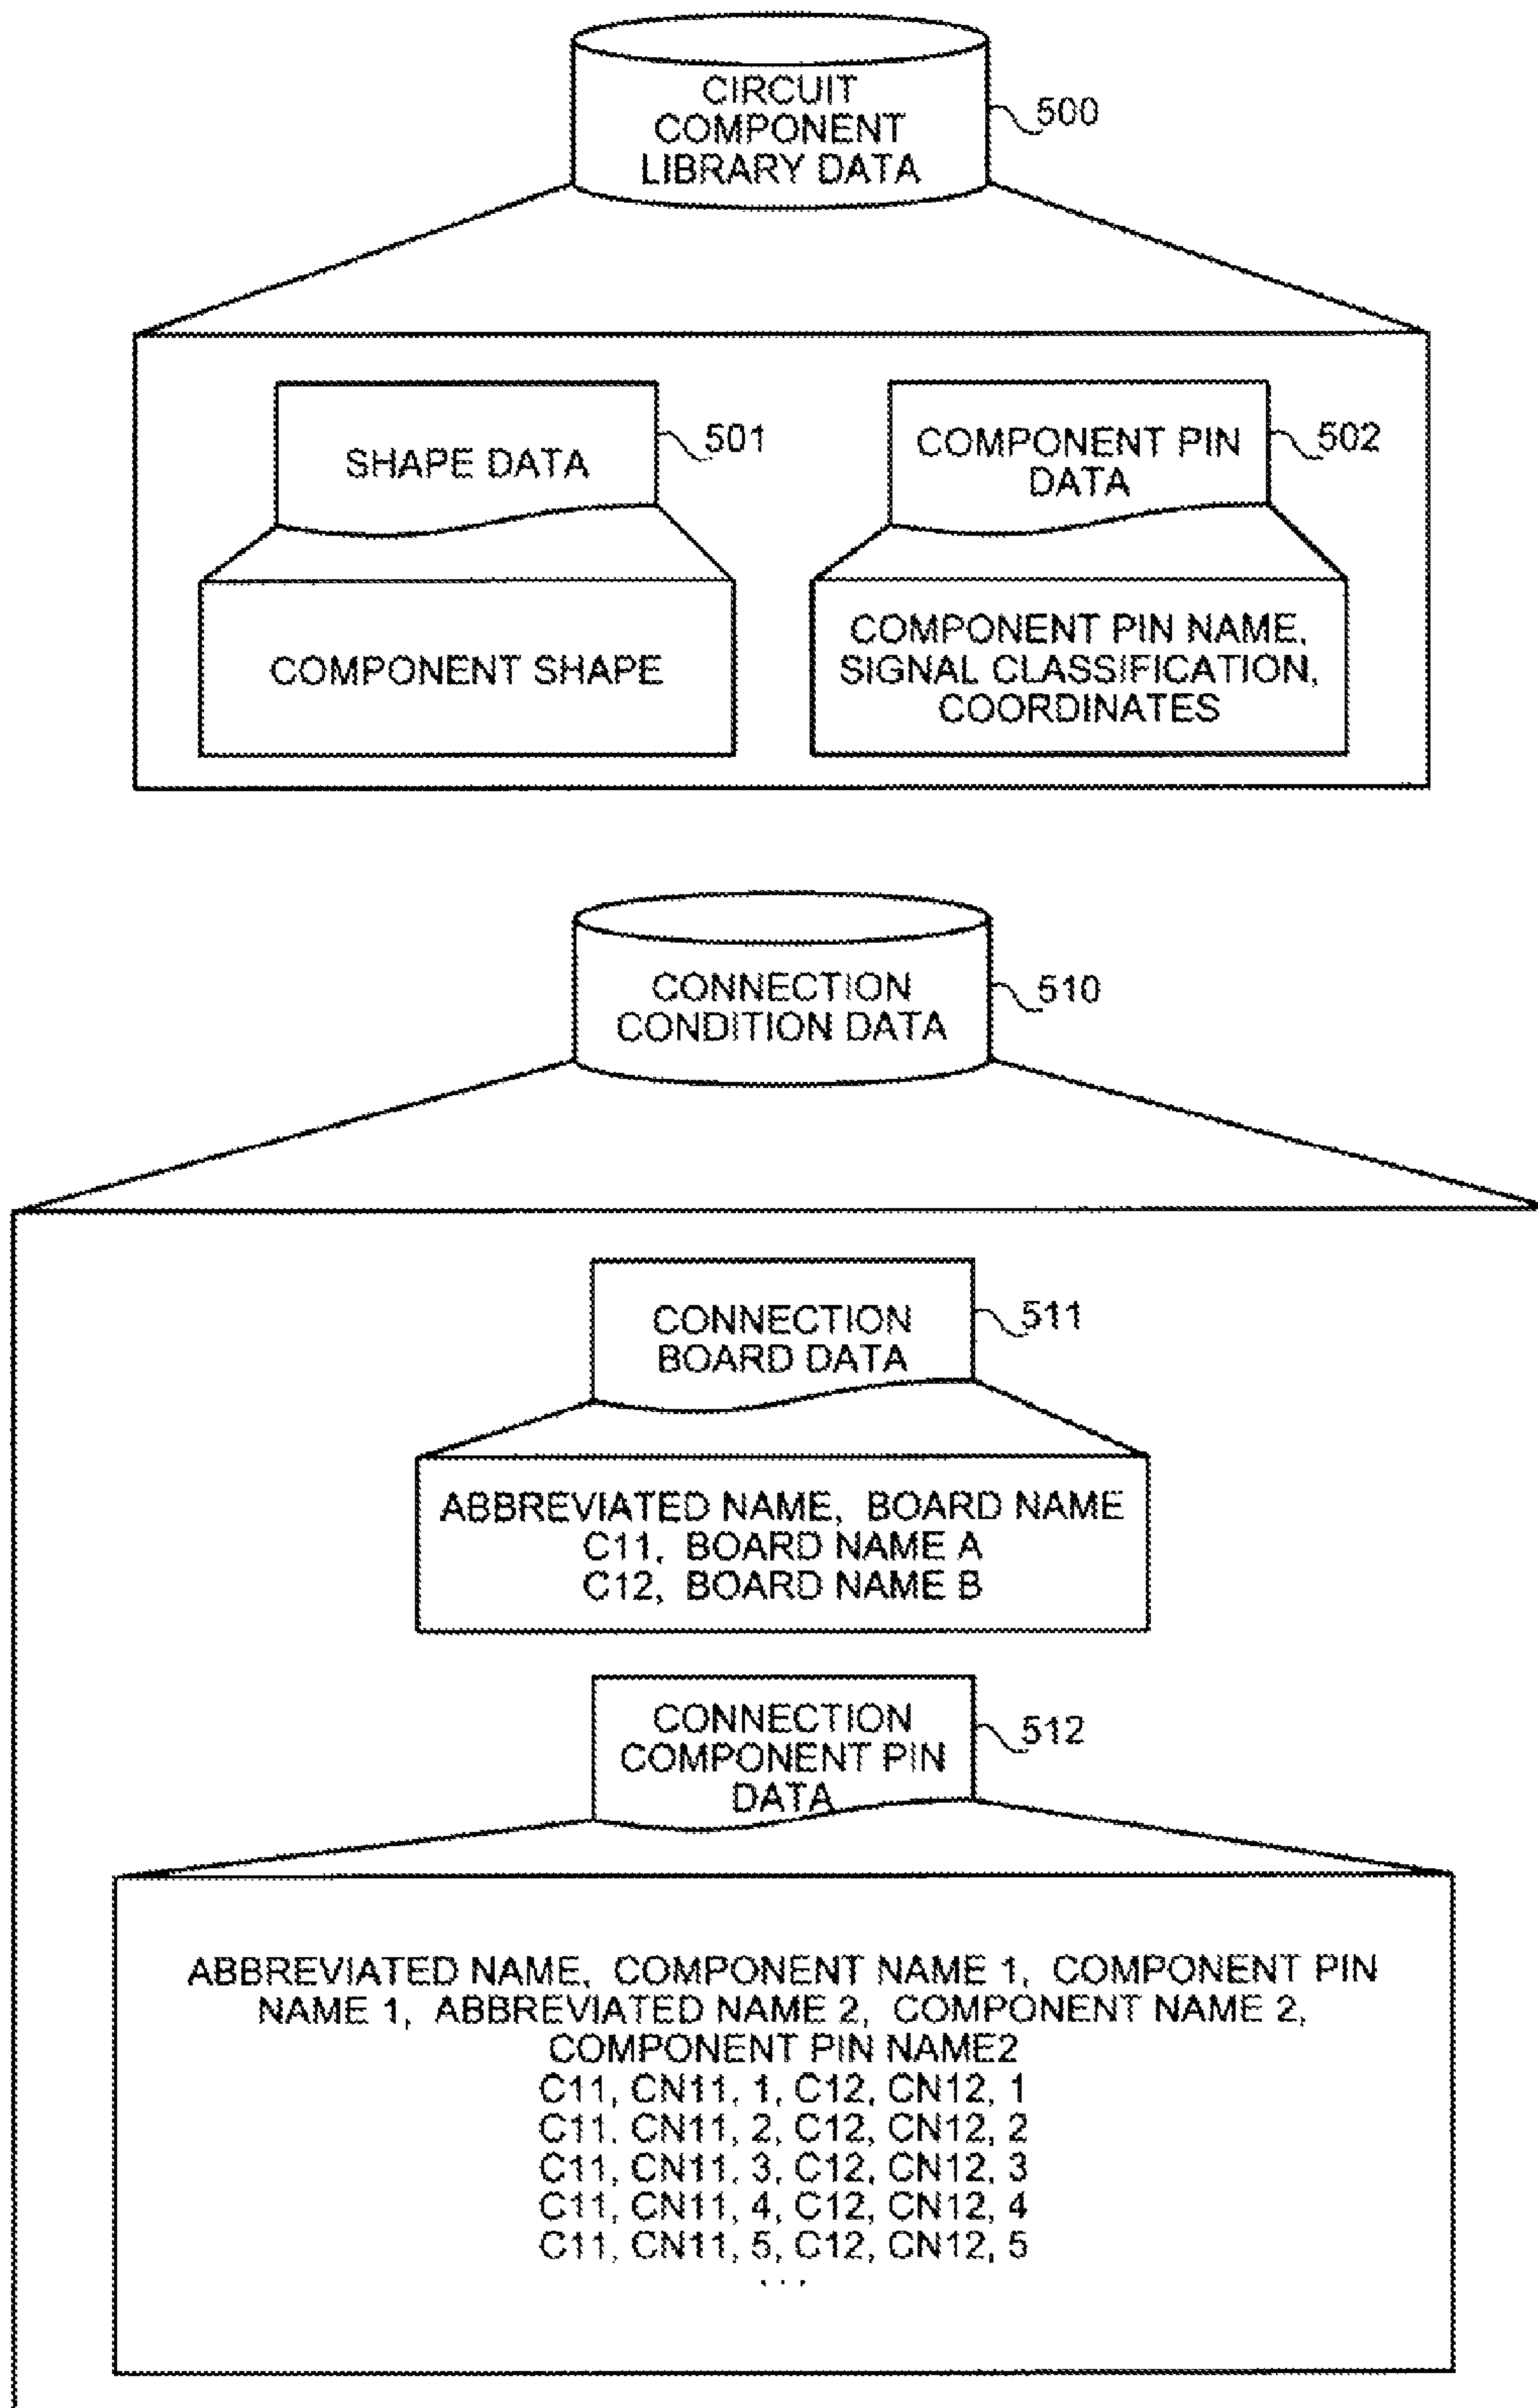 CIRCUIT
COMPONENT
LIBRARY DATA
500
SHAPE DATA
501
COMPONENT PIN
DATA
502
COMPONENT SHAPE
COMPONENT PIN NAME,
SIGNAL CLASSIFICATION,
COORDINATES
CONNECTION
CONDITION DATA
510
CONNECTION
BOARD DATA
511
ABBREVIATED NAME, BOARD NAME
C11, BOARD NAME A
C12, BOARD NAME B
CONNECTION
COMPONENT PIN
DATA
512
ABBREVIATED NAME, COMPONENT NAME 1, COMPONENT PIN
NAME 1, ABBREVIATED NAME 2, COMPONENT NAME 2,
COMPONENT PIN NAME2
C11, CN11, 1, C12, CN12, 1
C11, CN11, 2, C12, CN12, 2
C11, CN11, 3, C12, CN12, 3
C11, CN11, 4, C12, CN12, 4
C11, CN11, 5, C12, CN12, 5
...